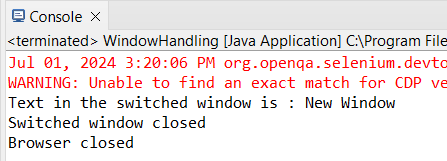 Console
<terminated> WindowHandling [Java Application] C:\Program File
Jul 01, 2024 3:20:06 PM org.openqa.selenium.devto
WARNING: Unable to find an exact match for CDP ve
Text in the switched window is : New Window
Switched window closed
Browser closed